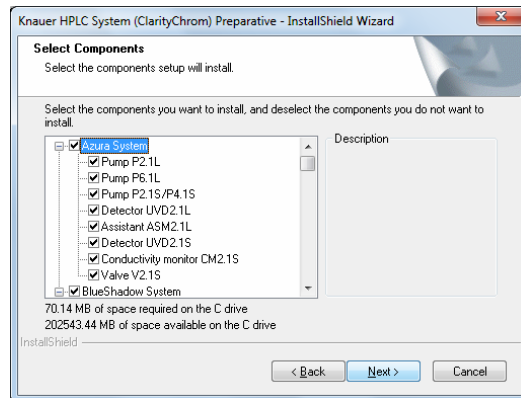 Knauer HPLC System (ClarityChrom) Preparative - InstallShield Wizard
Select Components
Select the components setup will install.
Select the components you want to install, and deselect the components you do not want to
install.
Azura System
Pump P2.1L
Pump P6.1L
Pump P2.1S/P4.1S
Detector UVD2.1L
Assistant ASM2.1L
Detector UVD2.1S
Conductivity monitor CM2.1S
Valve V2.1S
BlueShadow System
Description
70.14 MB of space required on the C drive
202543.44 MB of space available on the C drive
InstallShield
< Back
Next >
Cancel